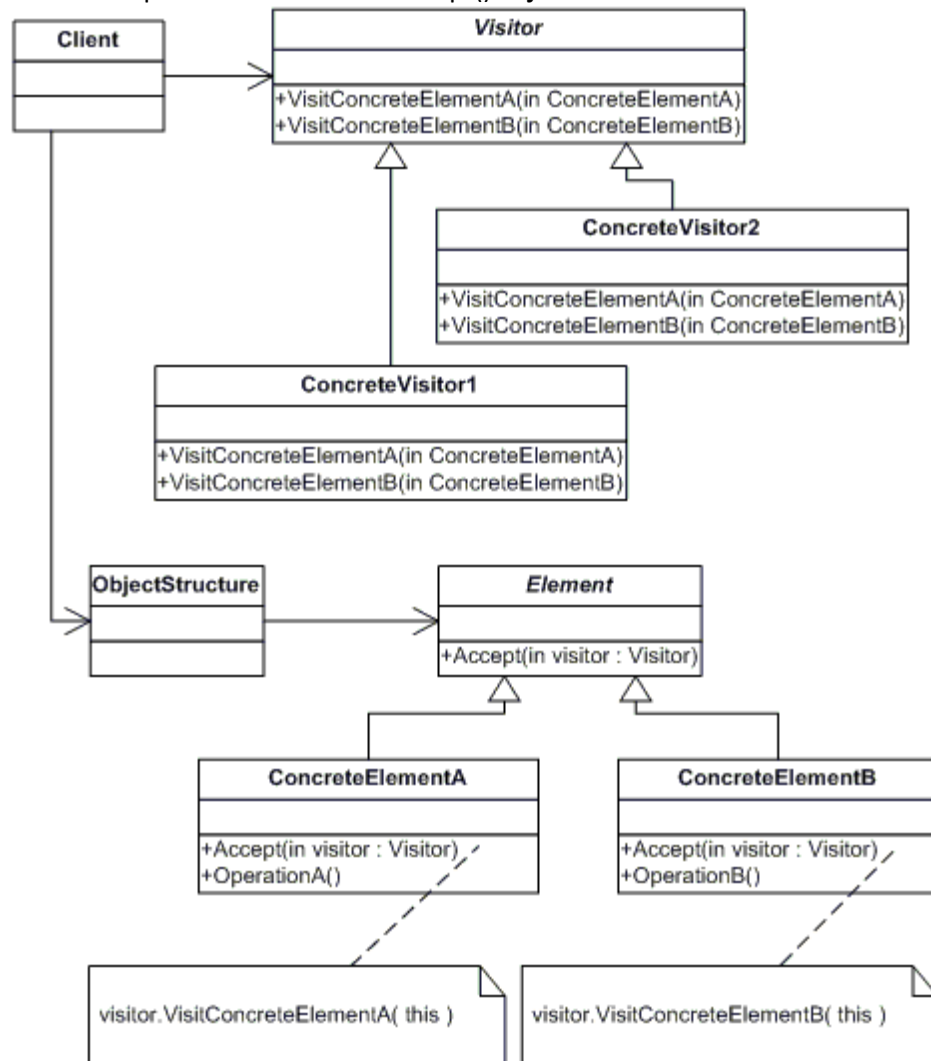 Client
Visitor
+VisitConcreteElementA(in ConcreteElementA)
+VisitConcreteElementB(in ConcreteElementB)
ConcreteVisitor2
+VisitConcreteElementA(in ConcreteElementA)
+VisitConcreteElementB(in ConcreteElementB)
ConcreteVisitor1
+VisitConcreteElementA(in ConcreteElementA)
+VisitConcreteElementB(in ConcreteElementB)
ObjectStructure
Element
+Accept(in visitor : Visitor)
ConcreteElementA
+Accept(in visitor : Visitor)
+OperationA()
ConcreteElementB
+Accept(in visitor : Visitor)
+OperationB()
visitor.VisitConcreteElementA( this )
visitor.VisitConcreteElementB( this )